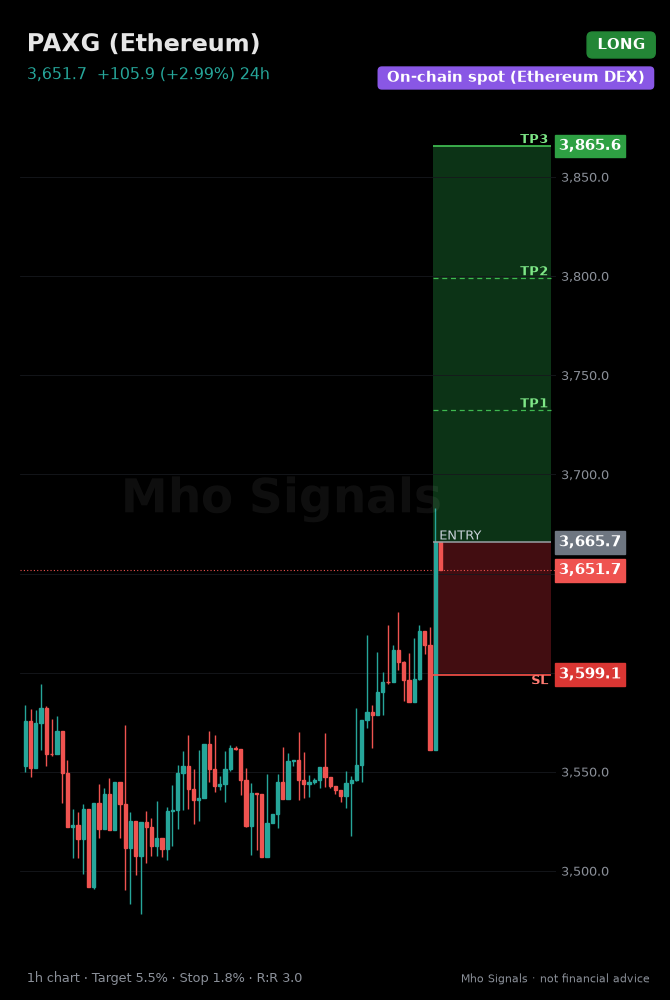 PAXG (Ethereum)
LONG
3,651.7 +105.9 (+2.99%) 24h
On-chain spot (Ethereum DEX)
TP3
3,865.6
3,850.0
TP2
3,800.0
3,750.0
TP1
3,700.0
Mho Signals
ENTRY
3,665.7
3,651.7
3,599.1
SL
3,550.0
3,500.0
1h chart · Target 5.5% · Stop 1.8% · R:R 3.0
Mho Signals · not financial advice